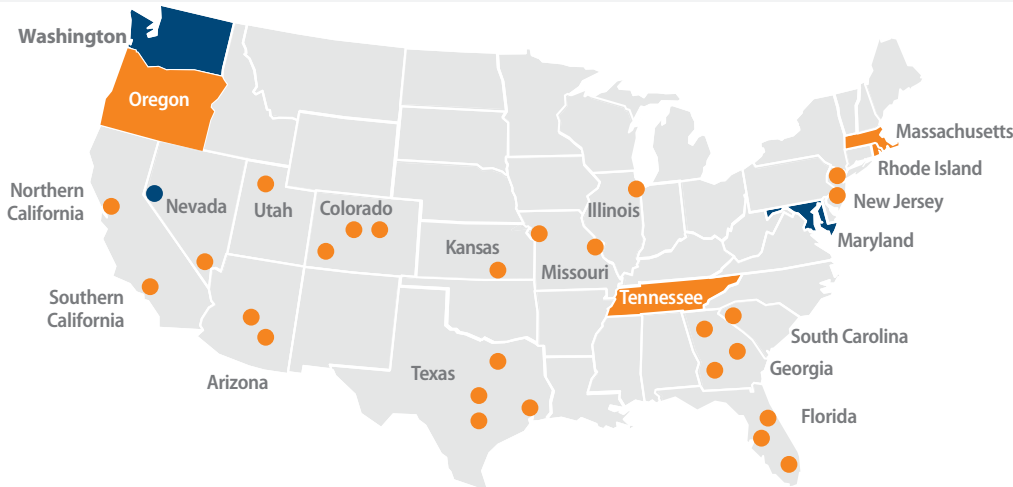 Washington
Oregon
Massachusetts
Rhode Island
New Jersey
Maryland
Northern
California
Nevada
Utah
Colorado
Illinois
Kansas
Missouri
Southern
California
Tennessee
South Carolina
Georgia
Arizona
Texas
Florida